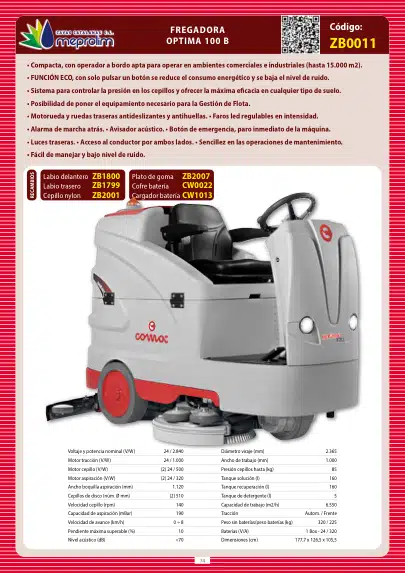 CAYAS CATALANAS S.L.
meprolim
FREGADORA
OPTIMA 100 B
Código:
ZB0011
• Compacta, con operador a bordo apta para operar en ambientes comerciales e industriales (hasta 15.000 m2).
• FUNCIÓN ECO, con solo pulsar un botón se reduce el consumo energético y se baja el nivel de ruido.
• Sistema para controlar la presión en los cepillos y ofrecer la máxima eficacia en cualquier tipo de suelo.
• Posibilidad de poner el equipamiento necesario para la Gestión de Flota.
• Motorueda y ruedas traseras antideslizantes y antihuellas. • Faros led regulables en intensidad.
• Alarma de marcha atrás. • Avisador acústico. • Botón de emergencia, paro inmediato de la máquina.
• Luces traseras. • Acceso al conductor por ambos lados. • Sencillez en las operaciones de mantenimiento.
• Fácil de manejar y bajo nivel de ruido.
RECAMBIOS
Labio delantero ZB1800
Labio trasero ZB1799
Cepillo nylon ZB2001
Plato de goma ZB2007
Cofre batería CW0022
Cargador batería CW1013
comac
Voltaje y potencia nominal (V/W) 24 / 2.840
Motor tracción (V/W) 24 / 1.000
Motor cepillo (V/W) (2) 24 / 500
Motor aspiración (V/W) (2) 24 / 320
Ancho boquilla aspiración (mm) 1.120
Cepillos de disco (núm. Ø mm) (2) 510
Velocidad cepillo (rpm) 140
Capacidad de aspiración (mBar) 190
Velocidad de avance (km/h) 0 ÷ 8
Pendiente máxima superable (%) 10
Nivel acústico (dB) <70
Diámetro viraje (mm) 2.365
Ancho de trabajo (mm) 1.000
Presión cepillos hasta (kg) 85
Tanque solución (l) 160
Tanque recuperación (l) 160
Tanque de detergente (l) 5
Capacidad de trabajo (m2/h) 6.550
Tracción Autom. / Frente
Peso sin baterías/peso baterías (kg) 320 / 225
Baterías (V/A) 1 Box - 24 / 320
Dimensiones (cm) 177,7 x 126,5 x 105,5